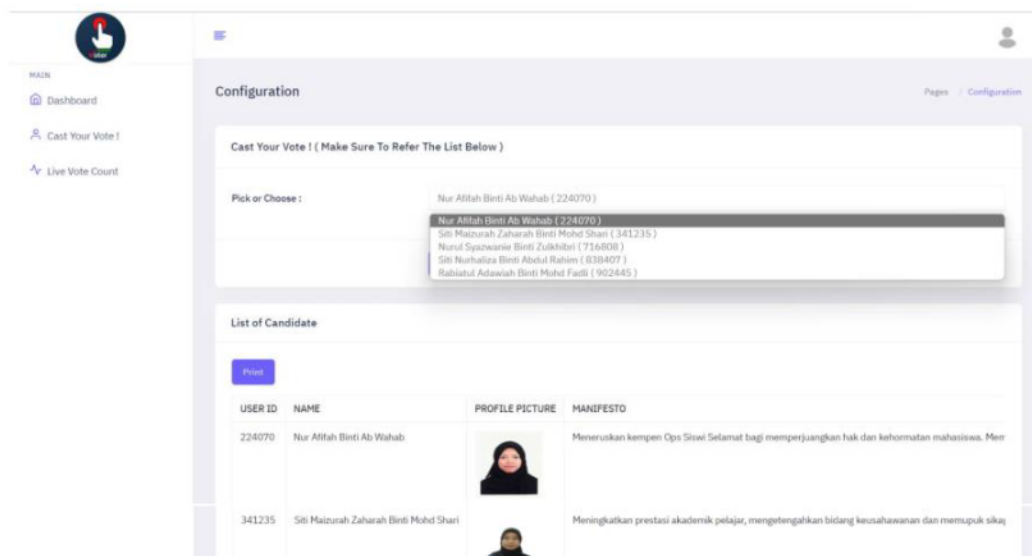 Voter
MAIN
Dashboard
Cast Your Vote !
Live Vote Count
Configuration
Pages / Configuration
Cast Your Vote ! ( Make Sure To Refer The List Below )
Pick or Choose :
Nur Afifah Binti Ab Wahab ( 224070 )
Nur Afifah Binti Ab Wahab ( 224070 )
Siti Maizurah Zaharah Binti Mohd Shari ( 341235 )
Nurul Syazwanie Binti Zulkhibri ( 716808 )
Siti Nurhaliza Binti Abdul Rahim ( 838407 )
Rabiatul Adawiah Binti Mohd Fadli ( 902445 )
List of Candidate
Print
USER ID NAME PROFILE PICTURE MANIFESTO
224070 Nur Afifah Binti Ab Wahab Meneruskan kempen Ops Siswi Selamat bagi memperjuangkan hak dan kehormatan mahasiswa. Mem
341235 Siti Maizurah Zaharah Binti Mohd Shari Meningkatkan prestasi akademik pelajar, mengetengahkan bidang keusahawanan dan memupuk sikap